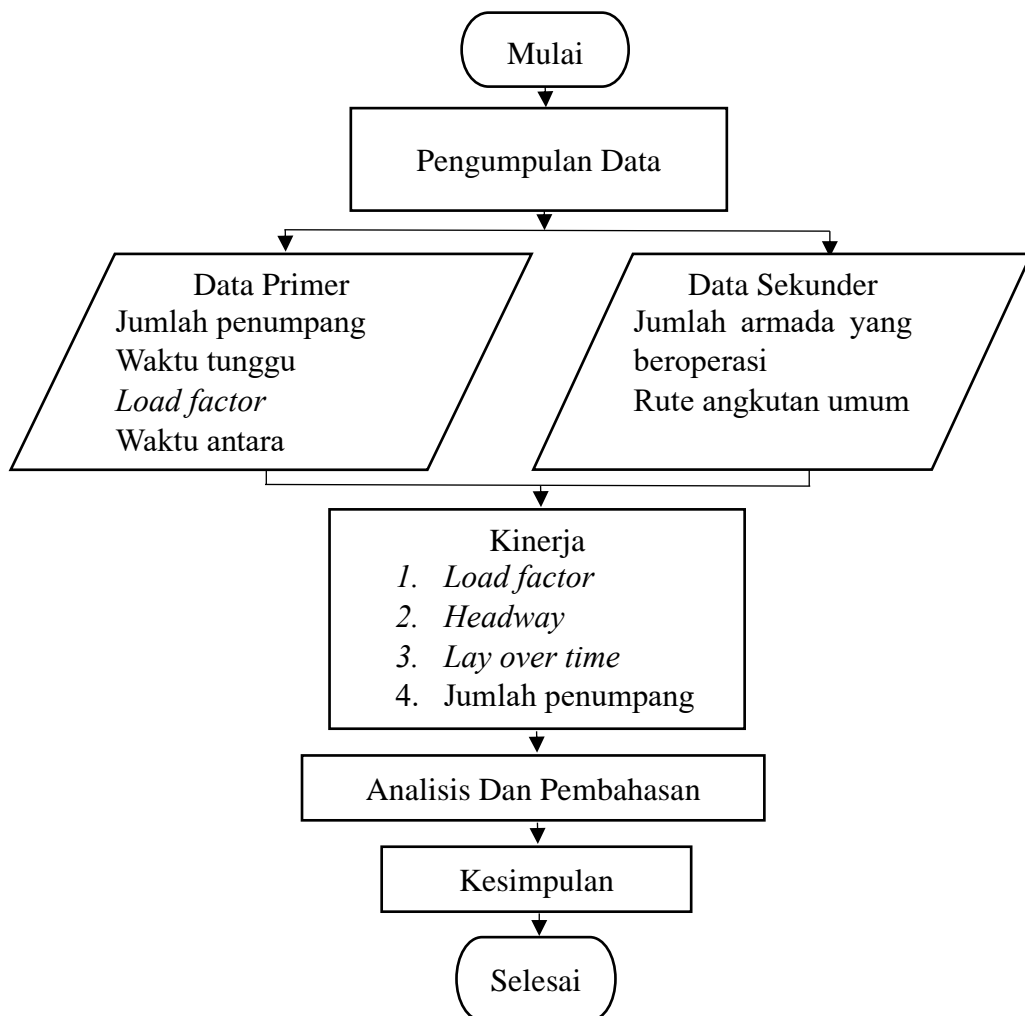 Mulai
Pengumpulan Data
Data Primer
Jumlah penumpang
Waktu tunggu
Load factor
Waktu antara
Data Sekunder
Jumlah armada yang
beroperasi
Rute angkutan umum
Kinerja
1. Load factor
2. Headway
3. Lay over time
4. Jumlah penumpang
Analisis Dan Pembahasan
Kesimpulan
Selesai